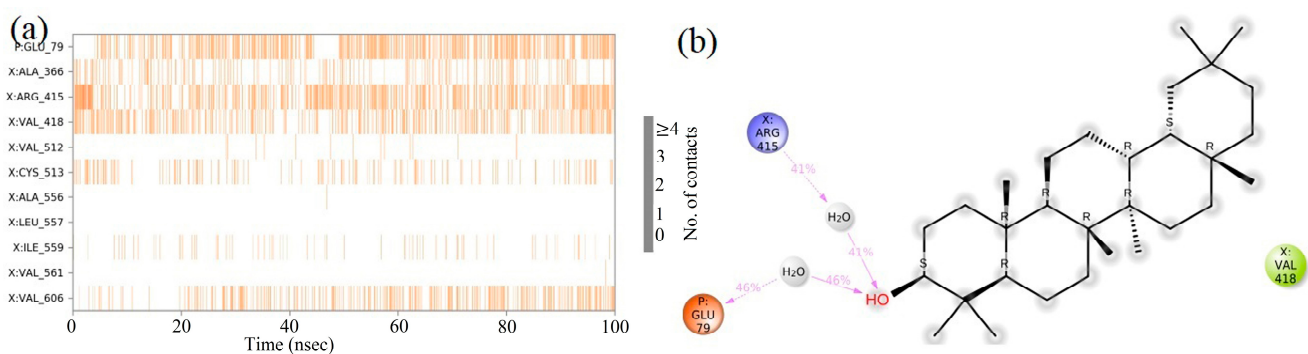 (a)
P:GLU_79
X:ALA_366
X:ARG_415
X:VAL_418
X:VAL_512
X:CYS_513
X:ALA_556
X:LEU_557
X:ILE_559
X:VAL_561
X:VAL_606
0 20 40 60 80 100
Time (nsec)
≥4
3
2
1
0
No. of contacts
(b)
X:
ARG
415
41%
H₂O
41%
H₂O
46%
46%
P:
GLU
79
HO
S
R
R
R
R
R
R
R
S
X:
VAL
418